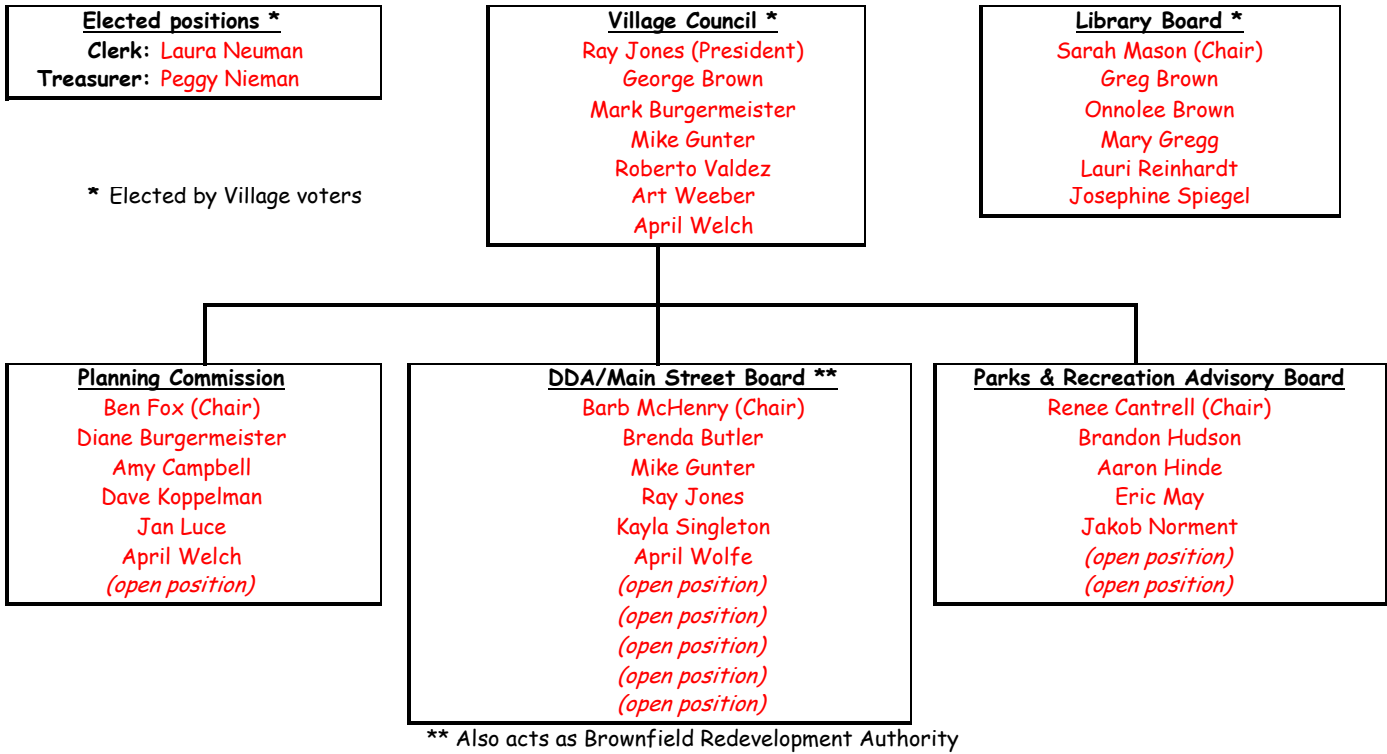 Elected positions *
Clerk: Laura Neuman
Treasurer: Peggy Nieman
* Elected by Village voters
Village Council *
Ray Jones (President)
George Brown
Mark Burgermeister
Mike Gunter
Roberto Valdez
Art Weeber
April Welch
Library Board *
Sarah Mason (Chair)
Greg Brown
Onnolee Brown
Mary Gregg
Lauri Reinhardt
Josephine Spiegel
Planning Commission
Ben Fox (Chair)
Diane Burgermeister
Amy Campbell
Dave Koppelman
Jan Luce
April Welch
(open position)
DDA/Main Street Board **
Barb McHenry (Chair)
Brenda Butler
Mike Gunter
Ray Jones
Kayla Singleton
April Wolfe
(open position)
(open position)
(open position)
(open position)
(open position)
Parks & Recreation Advisory Board
Renee Cantrell (Chair)
Brandon Hudson
Aaron Hinde
Eric May
Jakob Norment
(open position)
(open position)
** Also acts as Brownfield Redevelopment Authority